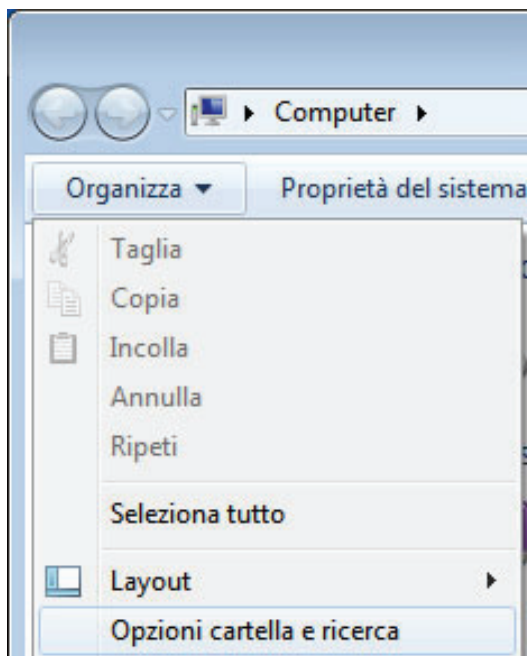 Computer
Organizza
Proprietà del sistema
Taglia
Copia
Incolla
Annulla
Ripeti
Seleziona tutto
Layout
Opzioni cartella e ricerca